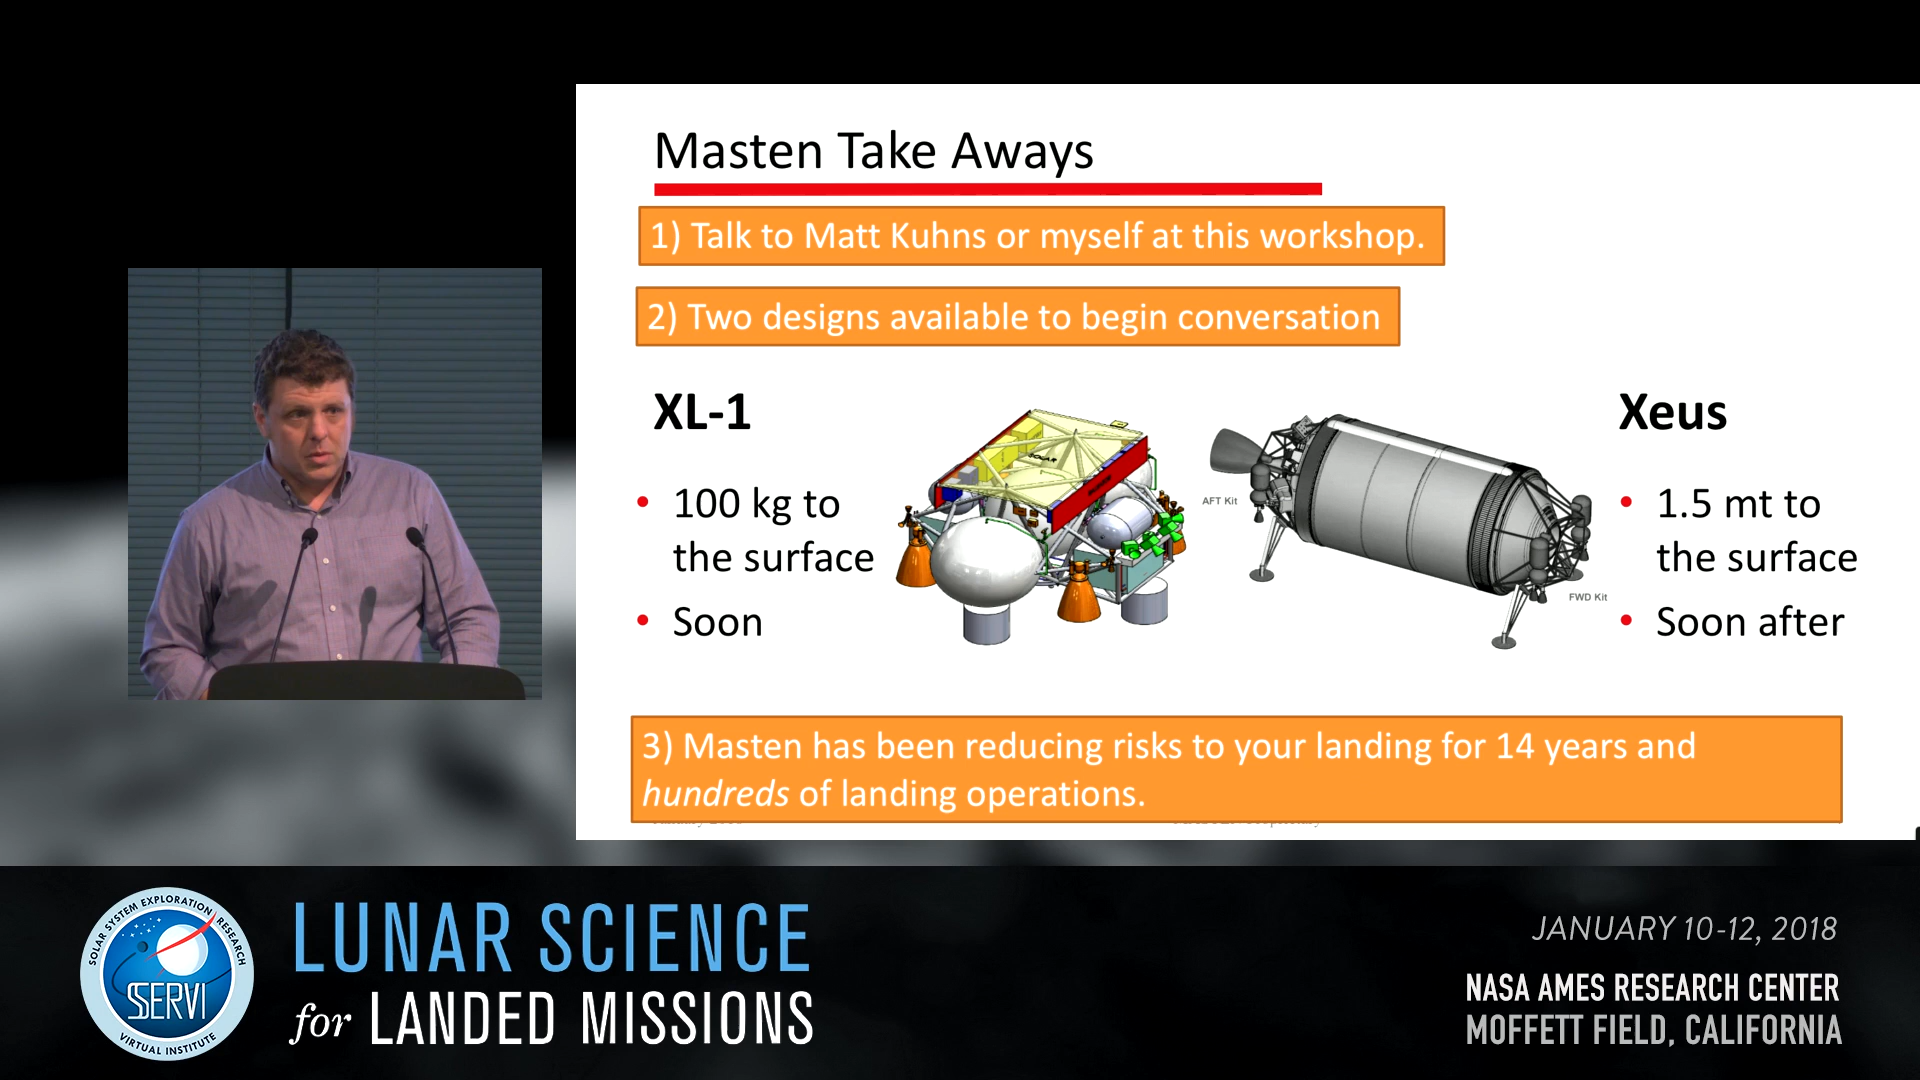 Masten Take Aways
1) Talk to Matt Kuhns or myself at this workshop.
2) Two designs available to begin conversation
XL-1
• 100 kg to
the surface
• Soon
AFT Kit
FWD Kit
Xeus
• 1.5 mt to
the surface
• Soon after
3) Masten has been reducing risks to your landing for 14 years and
hundreds of landing operations.
SOLAR SYSTEM EXPLORATION RESEARCH
SSERVI
VIRTUAL INSTITUTE
LUNAR SCIENCE
for LANDED MISSIONS
JANUARY 10-12, 2018
NASA AMES RESEARCH CENTER
MOFFETT FIELD, CALIFORNIA